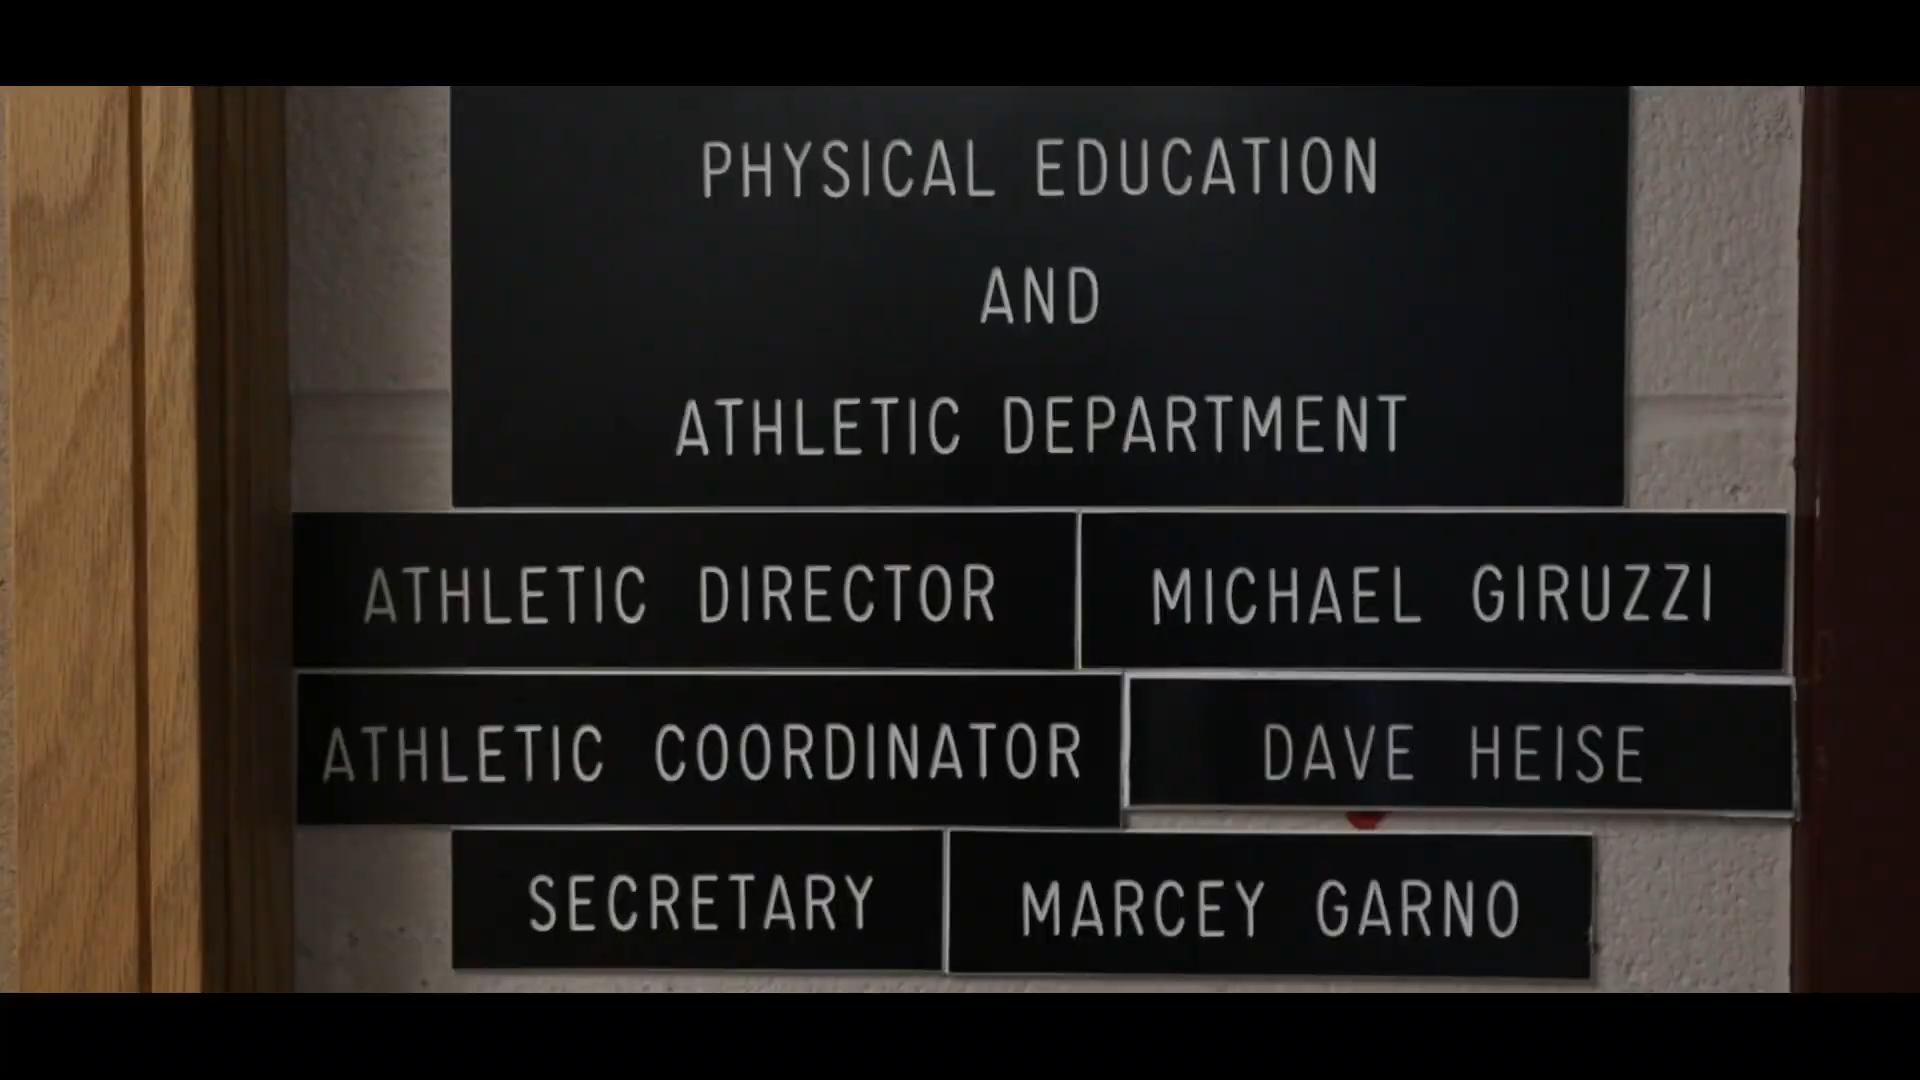 PHYSICAL EDUCATION
AND
ATHLETIC DEPARTMENT
ATHLETIC DIRECTOR MICHAEL GIRUZZI
ATHLETIC COORDINATOR DAVE HEISE
SECRETARY MARCEY GARNO